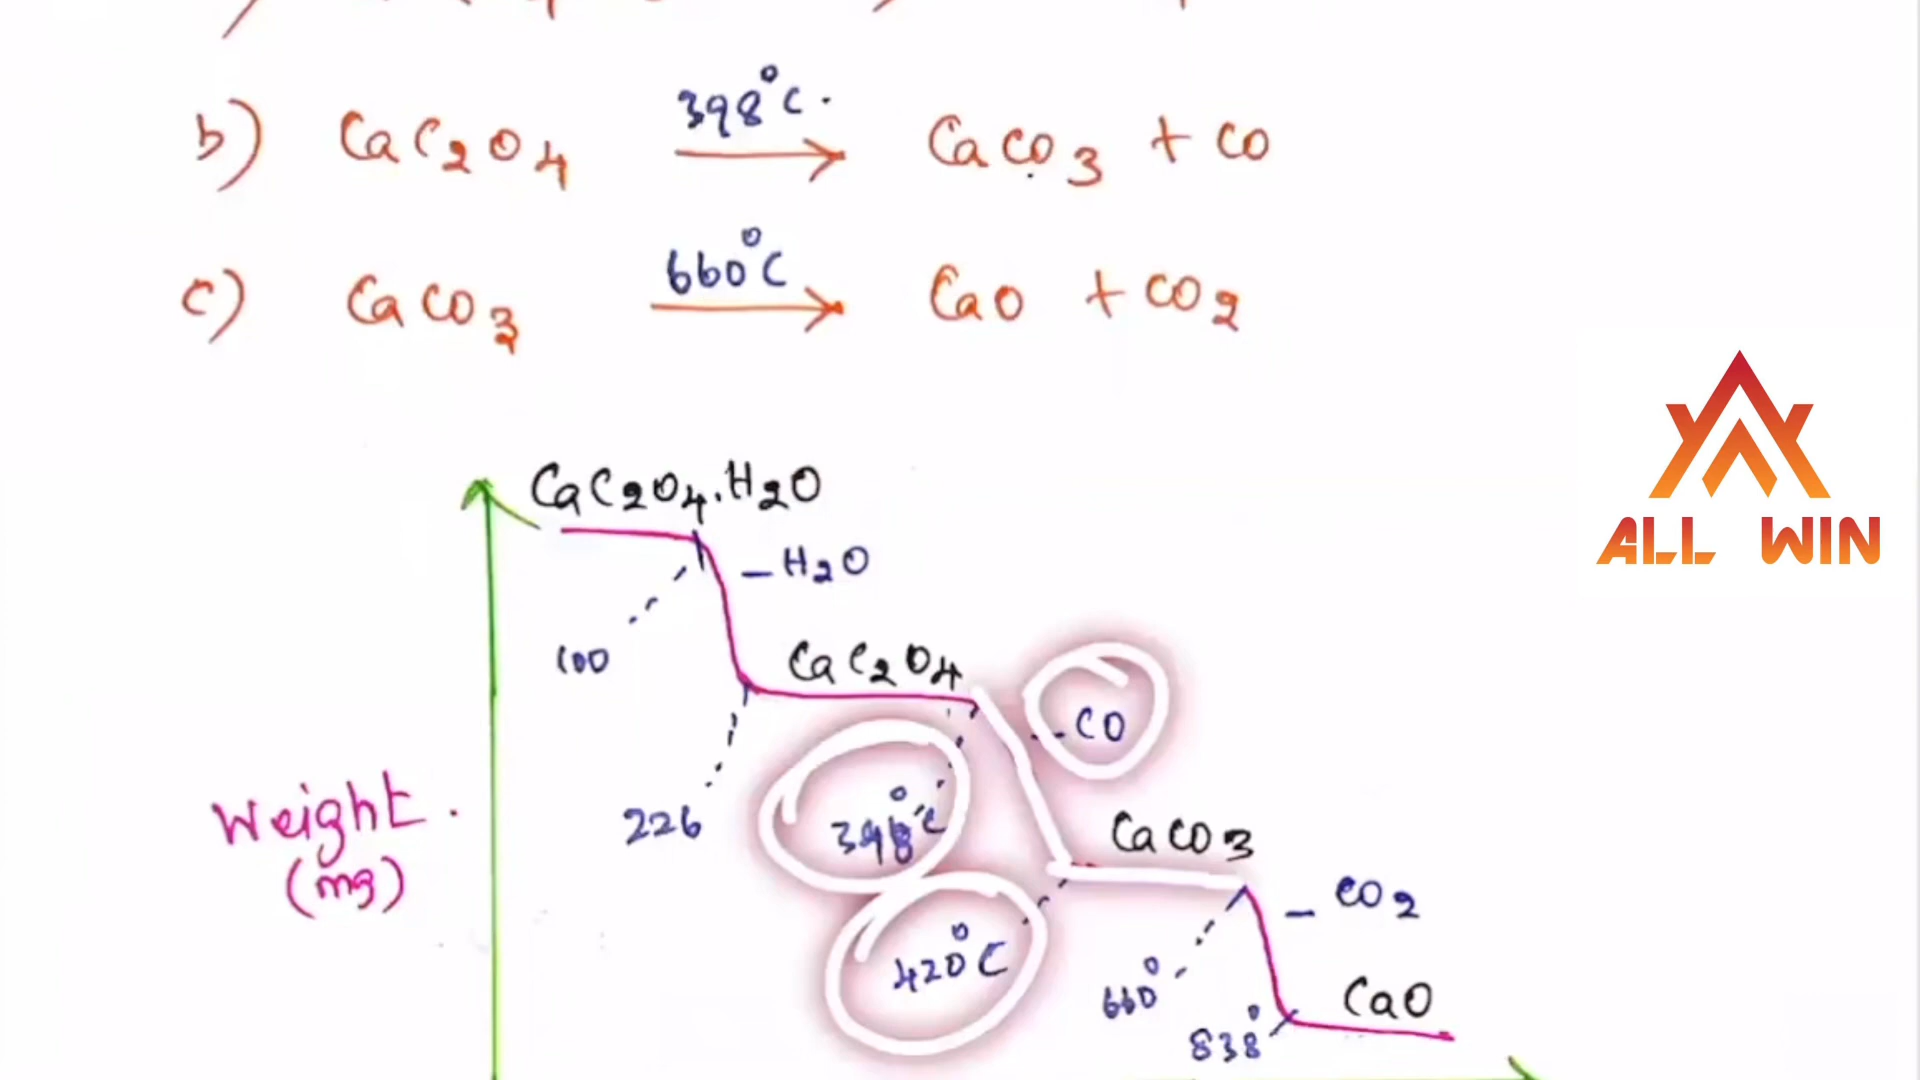 b) CaC2O4 398°C. → CaCO3 + CO
c) CaCO3 660°C → CaO + CO2
CaC2O4.H2O
- H2O
100
CaC2O4
- CO
226
398°C
Weight.
(mg)
CaCO3
420°C
- CO2
660°
CaO
838°
ALL WIN